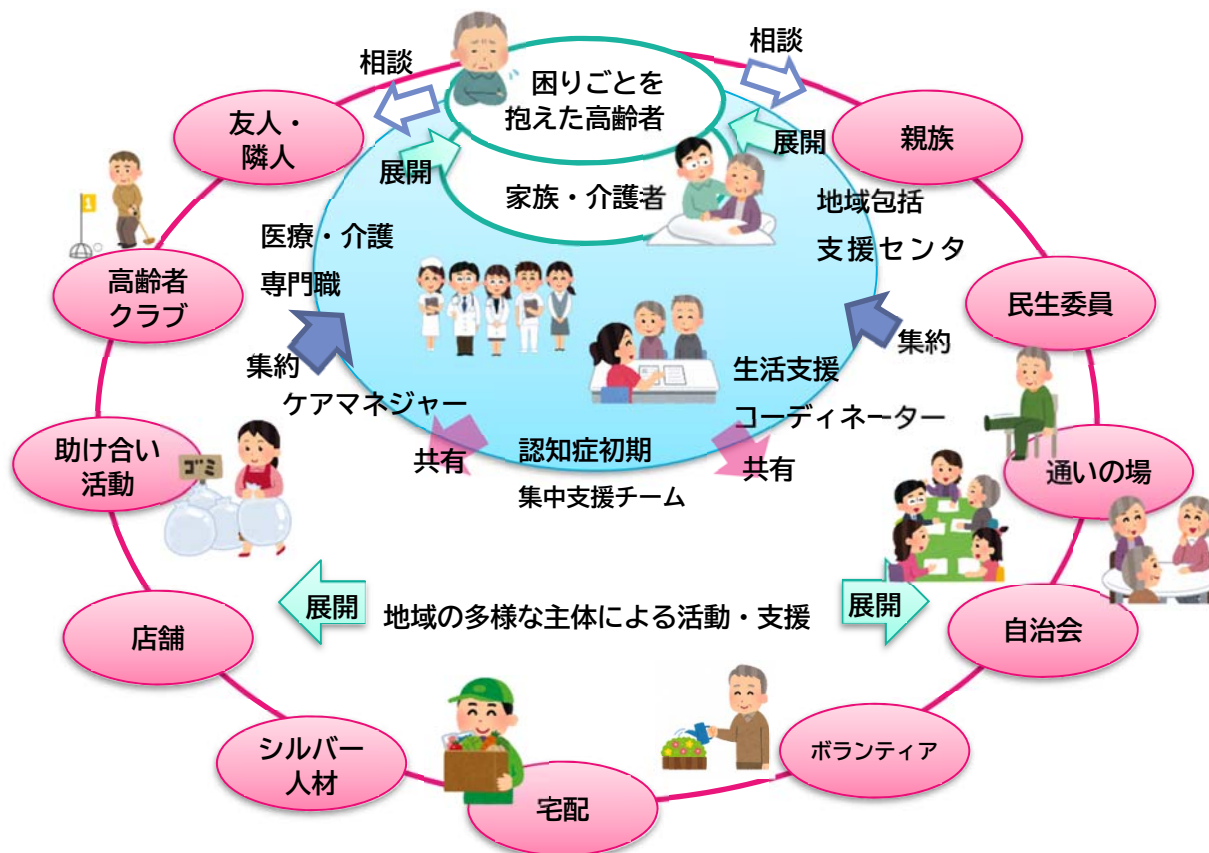 相談
相談
困りごとを
抱えた高齢者
友人・
隣人
親族
展開
展開
家族・介護者
医療・介護
専門職
地域包括
支援センタ
高齢者
クラブ
1
民生委員
集約
集約
ケアマネジャー
生活支援
コーディネーター
助け合い
活動
ゴミ
共有
共有
認知症初期
集中支援チーム
通いの場
展開
地域の多様な主体による活動・支援
展開
店舗
自治会
シルバー
人材
宅配
ボランティア